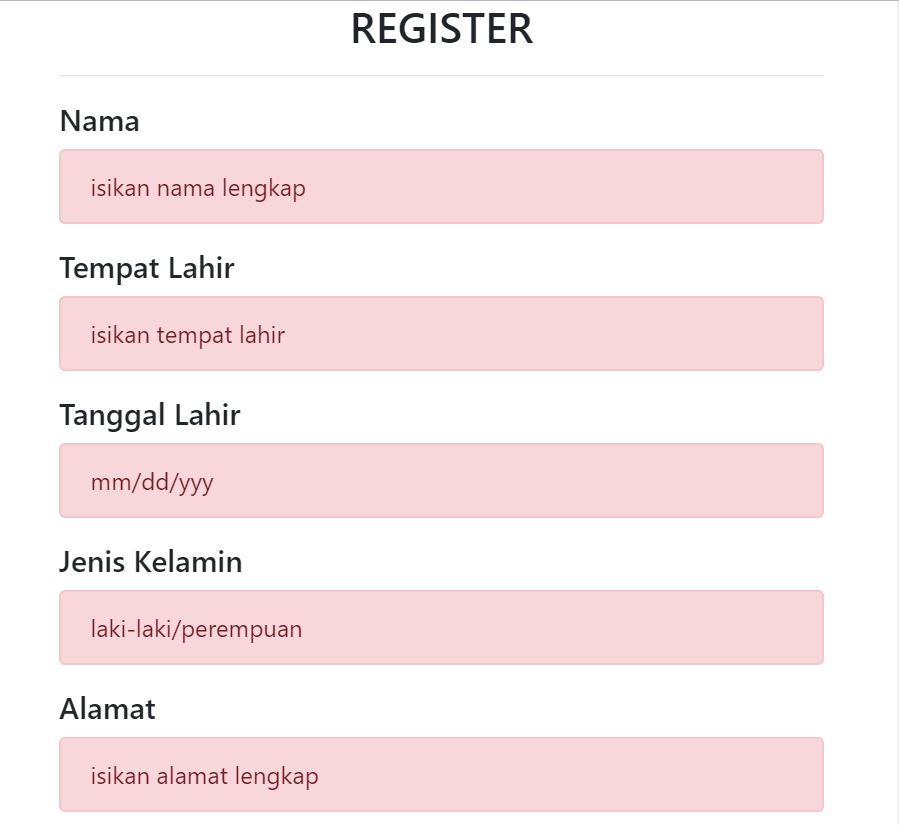 REGISTER
Nama
isikan nama lengkap
Tempat Lahir
isikan tempat lahir
Tanggal Lahir
mm/dd/yyy
Jenis Kelamin
laki-laki/perempuan
Alamat
isikan alamat lengkap